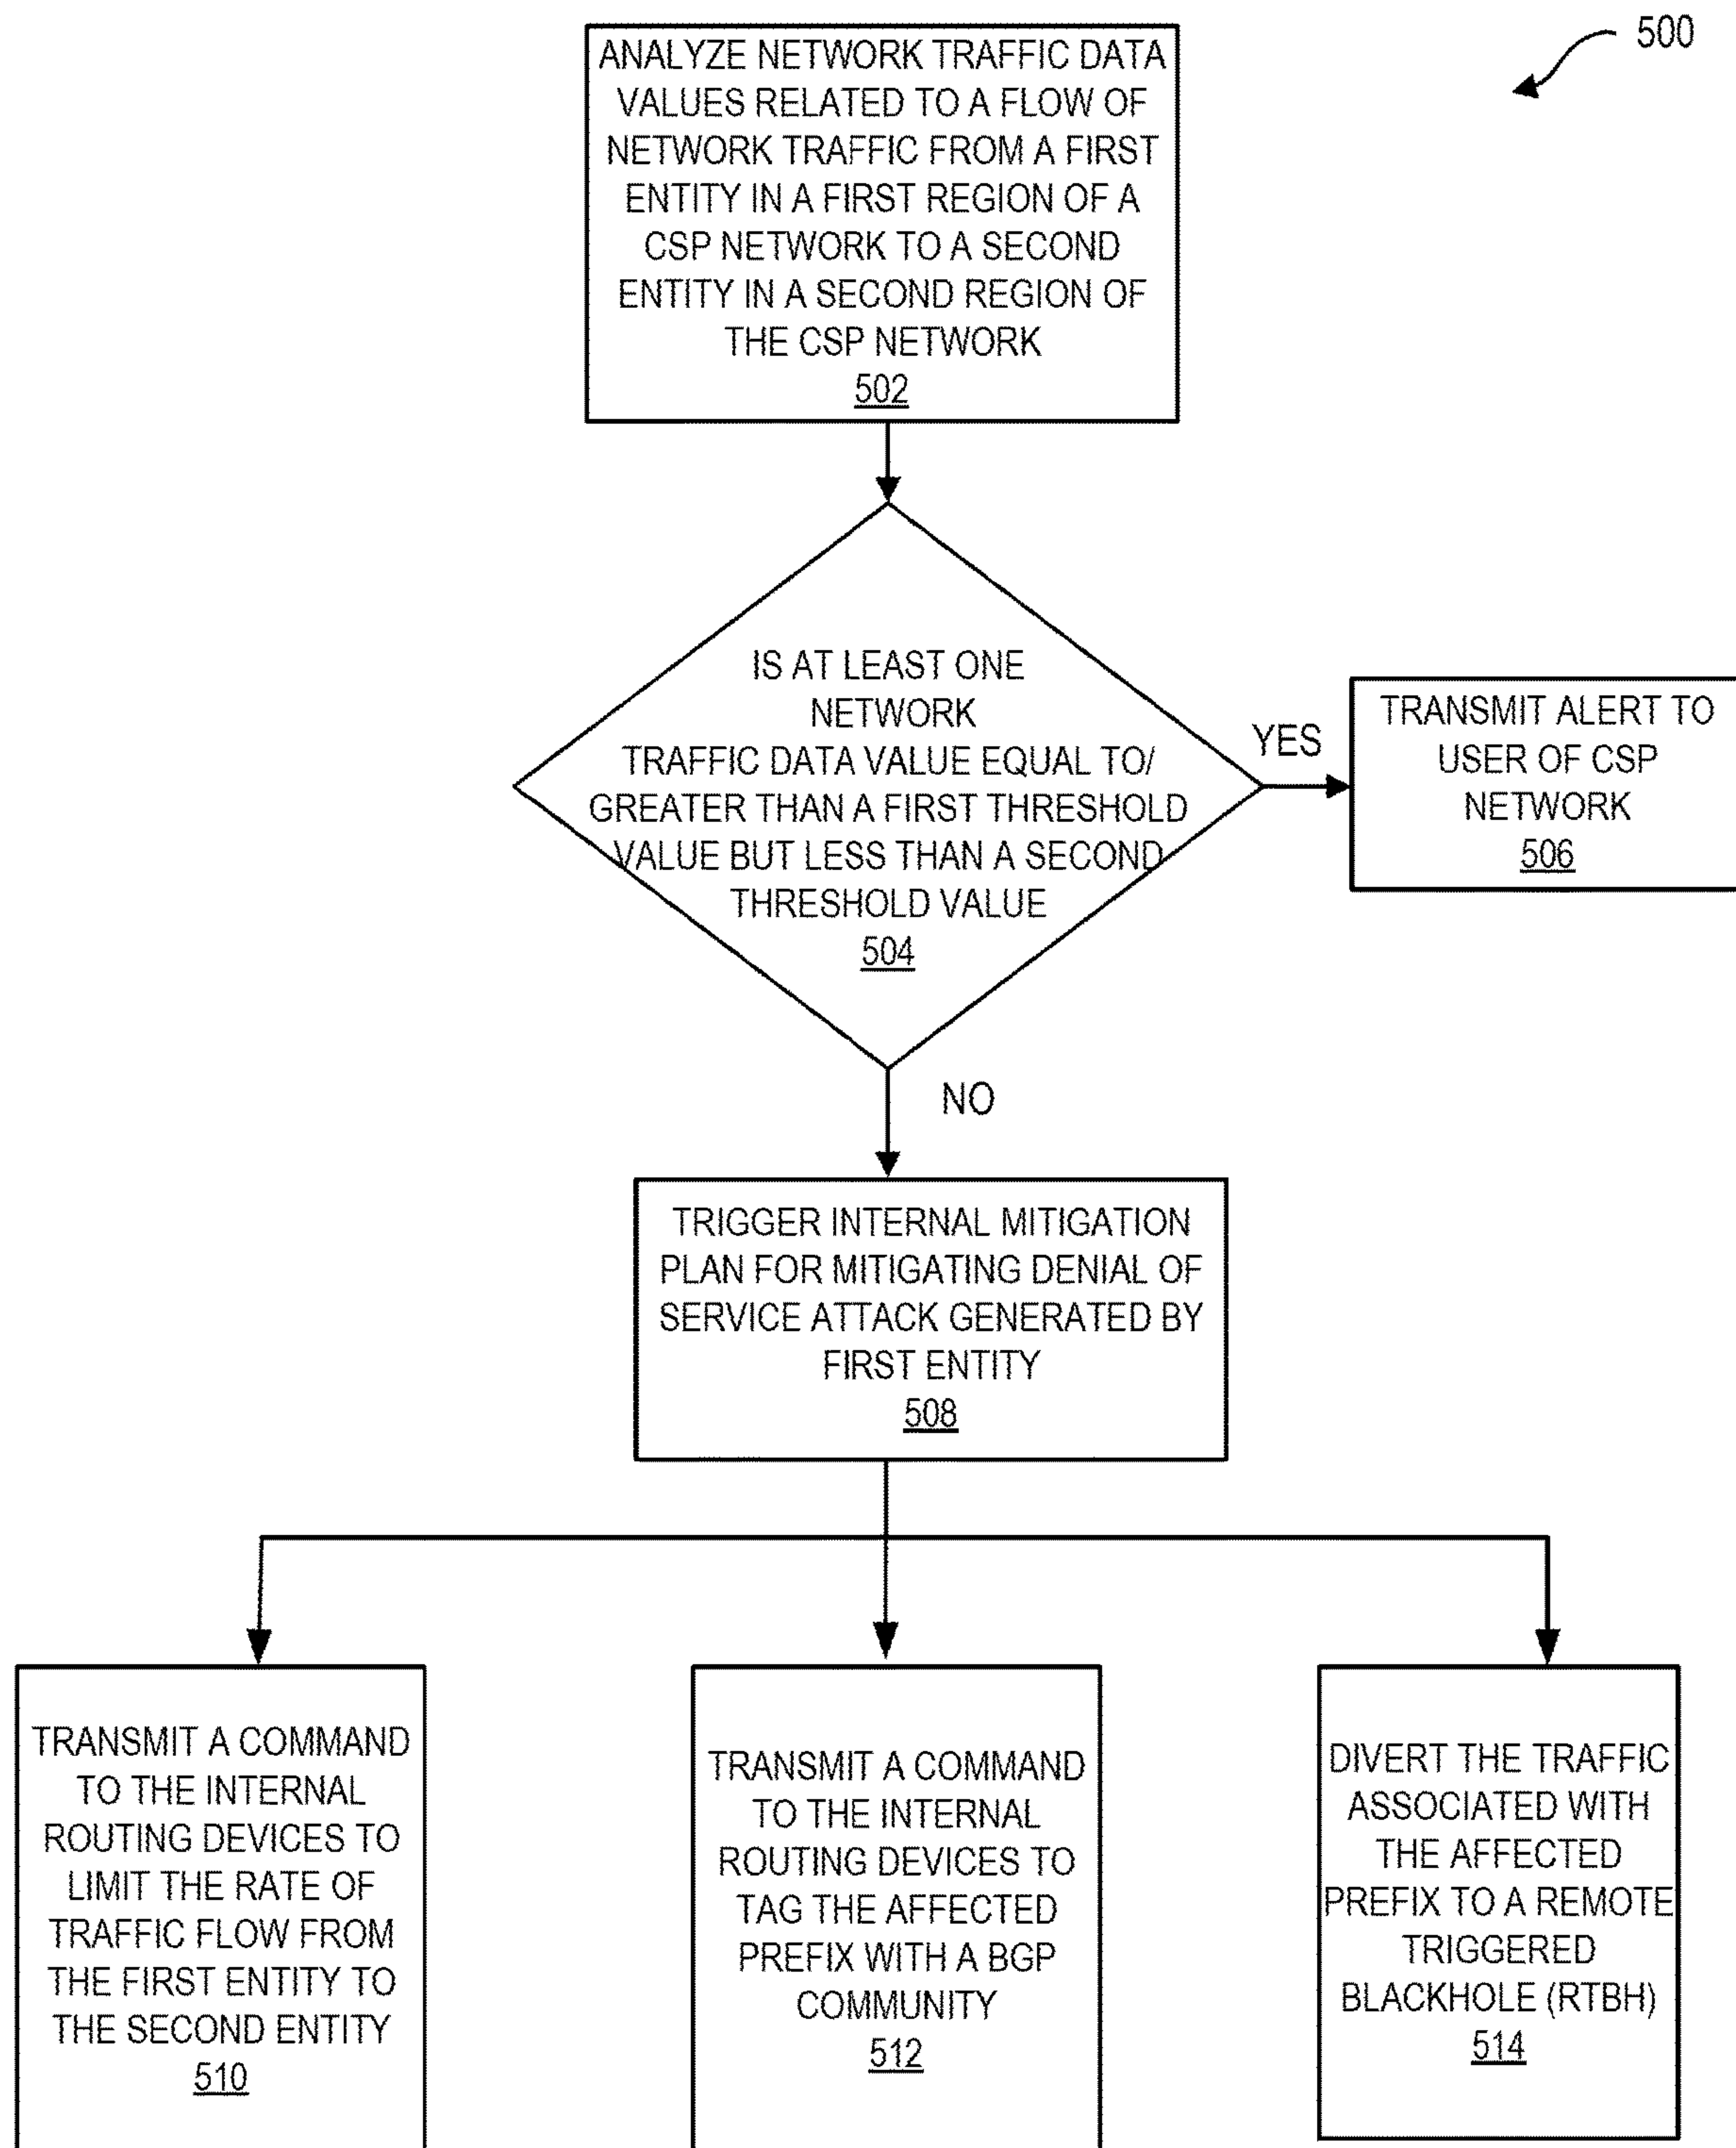 500
ANALYZE NETWORK TRAFFIC DATA
VALUES RELATED TO A FLOW OF
NETWORK TRAFFIC FROM A FIRST
ENTITY IN A FIRST REGION OF A
CSP NETWORK TO A SECOND
ENTITY IN A SECOND REGION OF
THE CSP NETWORK
502
IS AT LEAST ONE
NETWORK
TRAFFIC DATA VALUE EQUAL TO/
GREATER THAN A FIRST THRESHOLD
VALUE BUT LESS THAN A SECOND
THRESHOLD VALUE
504
YES
TRANSMIT ALERT TO
USER OF CSP
NETWORK
506
NO
TRIGGER INTERNAL MITIGATION
PLAN FOR MITIGATING DENIAL OF
SERVICE ATTACK GENERATED BY
FIRST ENTITY
508
TRANSMIT A COMMAND
TO THE INTERNAL
ROUTING DEVICES TO
LIMIT THE RATE OF
TRAFFIC FLOW FROM
THE FIRST ENTITY TO
THE SECOND ENTITY
510
TRANSMIT A COMMAND
TO THE INTERNAL
ROUTING DEVICES TO
TAG THE AFFECTED
PREFIX WITH A BGP
COMMUNITY
512
DIVERT THE TRAFFIC
ASSOCIATED WITH
THE AFFECTED
PREFIX TO A REMOTE
TRIGGERED
BLACKHOLE (RTBH)
514